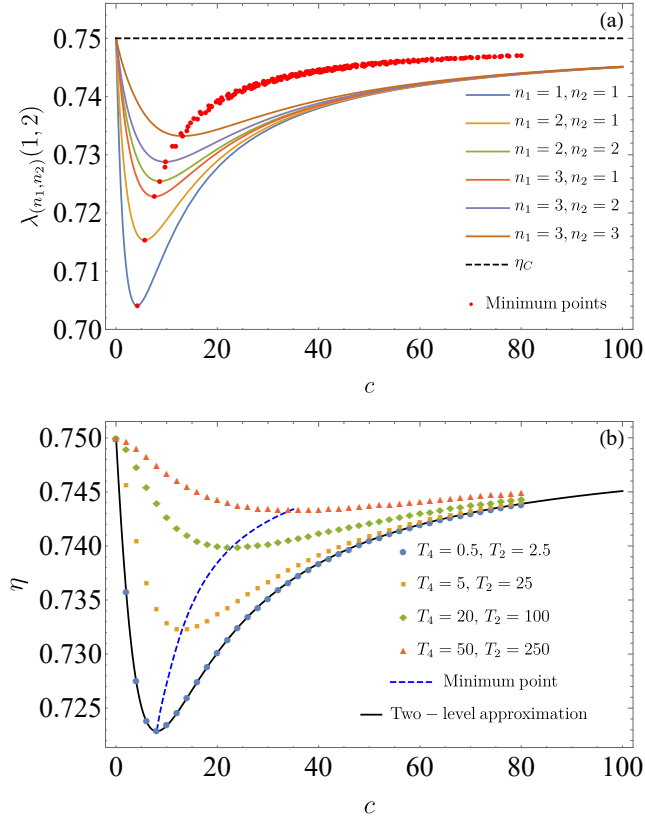 (a)
0.75
0.74
0.73
0.72
0.71
0.70
λ(n₁,n₂)(1, 2)
n₁ = 1, n₂ = 1
n₁ = 2, n₂ = 1
n₁ = 2, n₂ = 2
n₁ = 3, n₂ = 1
n₁ = 3, n₂ = 2
n₁ = 3, n₂ = 3
η_C
Minimum points
0 20 40 60 80 100
c
(b)
0.750
0.745
0.740
0.735
0.730
0.725
η
T₄ = 0.5, T₂ = 2.5
T₄ = 5, T₂ = 25
T₄ = 20, T₂ = 100
T₄ = 50, T₂ = 250
Minimum point
Two − level approximation
0 20 40 60 80 100
c